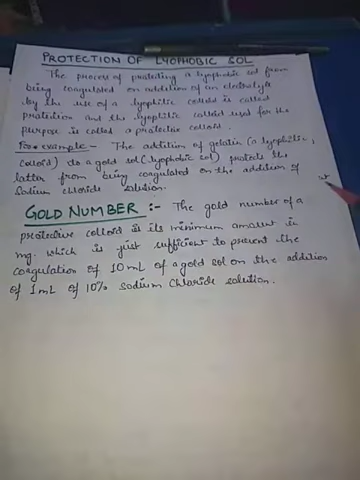 PROTECTION OF LYOPHOBIC SOL
The process of protecting a lyophobic sol from
being coagulated on addition of an electrolyte
by the use of a lyophilic colloid is called
protection and the lyophilic colloid used for the
purpose is called a protective colloid.
For example - The addition of gelatin (a lyophilic
colloid) to a gold sol (lyophobic sol) protects the
latter from being coagulated on the addition of
Sodium chloride solution.
GOLD NUMBER :- The gold number of a
protective colloid is its minimum amount in
mg. which is just sufficient to prevent the
coagulation of 10 mL of a gold sol on the addition
of 1 mL of 10% Sodium Chloride solution.